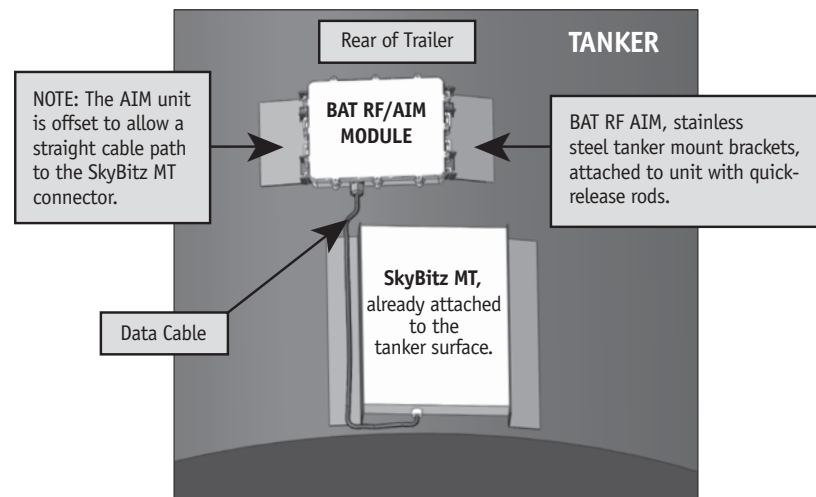 Rear of Trailer
TANKER
NOTE: The AIM unit
is offset to allow a
straight cable path
to the SkyBitz MT
connector.
BAT RF/AIM
MODULE
BAT RF AIM, stainless
steel tanker mount brackets,
attached to unit with quick-
release rods.
SkyBitz MT,
already attached
to the
tanker surface.
Data Cable